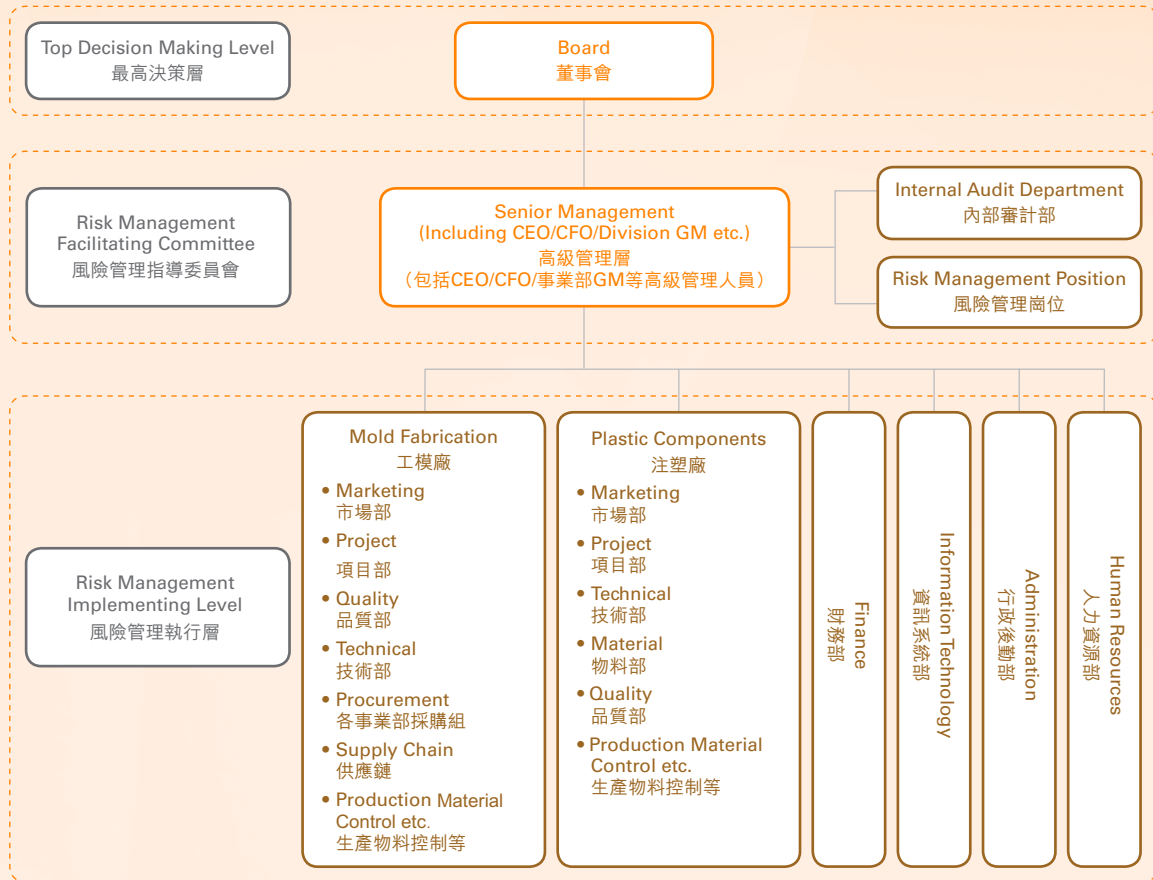 Top Decision Making Level
最高決策層
Board
董事會
Risk Management
Facilitating Committee
風險管理指導委員會
Senior Management
(Including CEO/CFO/Division GM etc.)
高級管理層
（包括CEO/CFO/事業部GM等高級管理人員）
Internal Audit Department
內部審計部
Risk Management Position
風險管理崗位
Risk Management
Implementing Level
風險管理執行層
Mold Fabrication
工模廠
• Marketing
市場部
• Project
項目部
• Quality
品質部
• Technical
技術部
• Procurement
各事業部採購組
• Supply Chain
供應鏈
• Production Material
Control etc.
生產物料控制等
Plastic Components
注塑廠
• Marketing
市場部
• Project
項目部
• Technical
技術部
• Material
物料部
• Quality
品質部
• Production Material
Control etc.
生產物料控制等
Finance
財務部
Information Technology
資訊系統部
Administration
行政後勤部
Human Resources
人力資源部